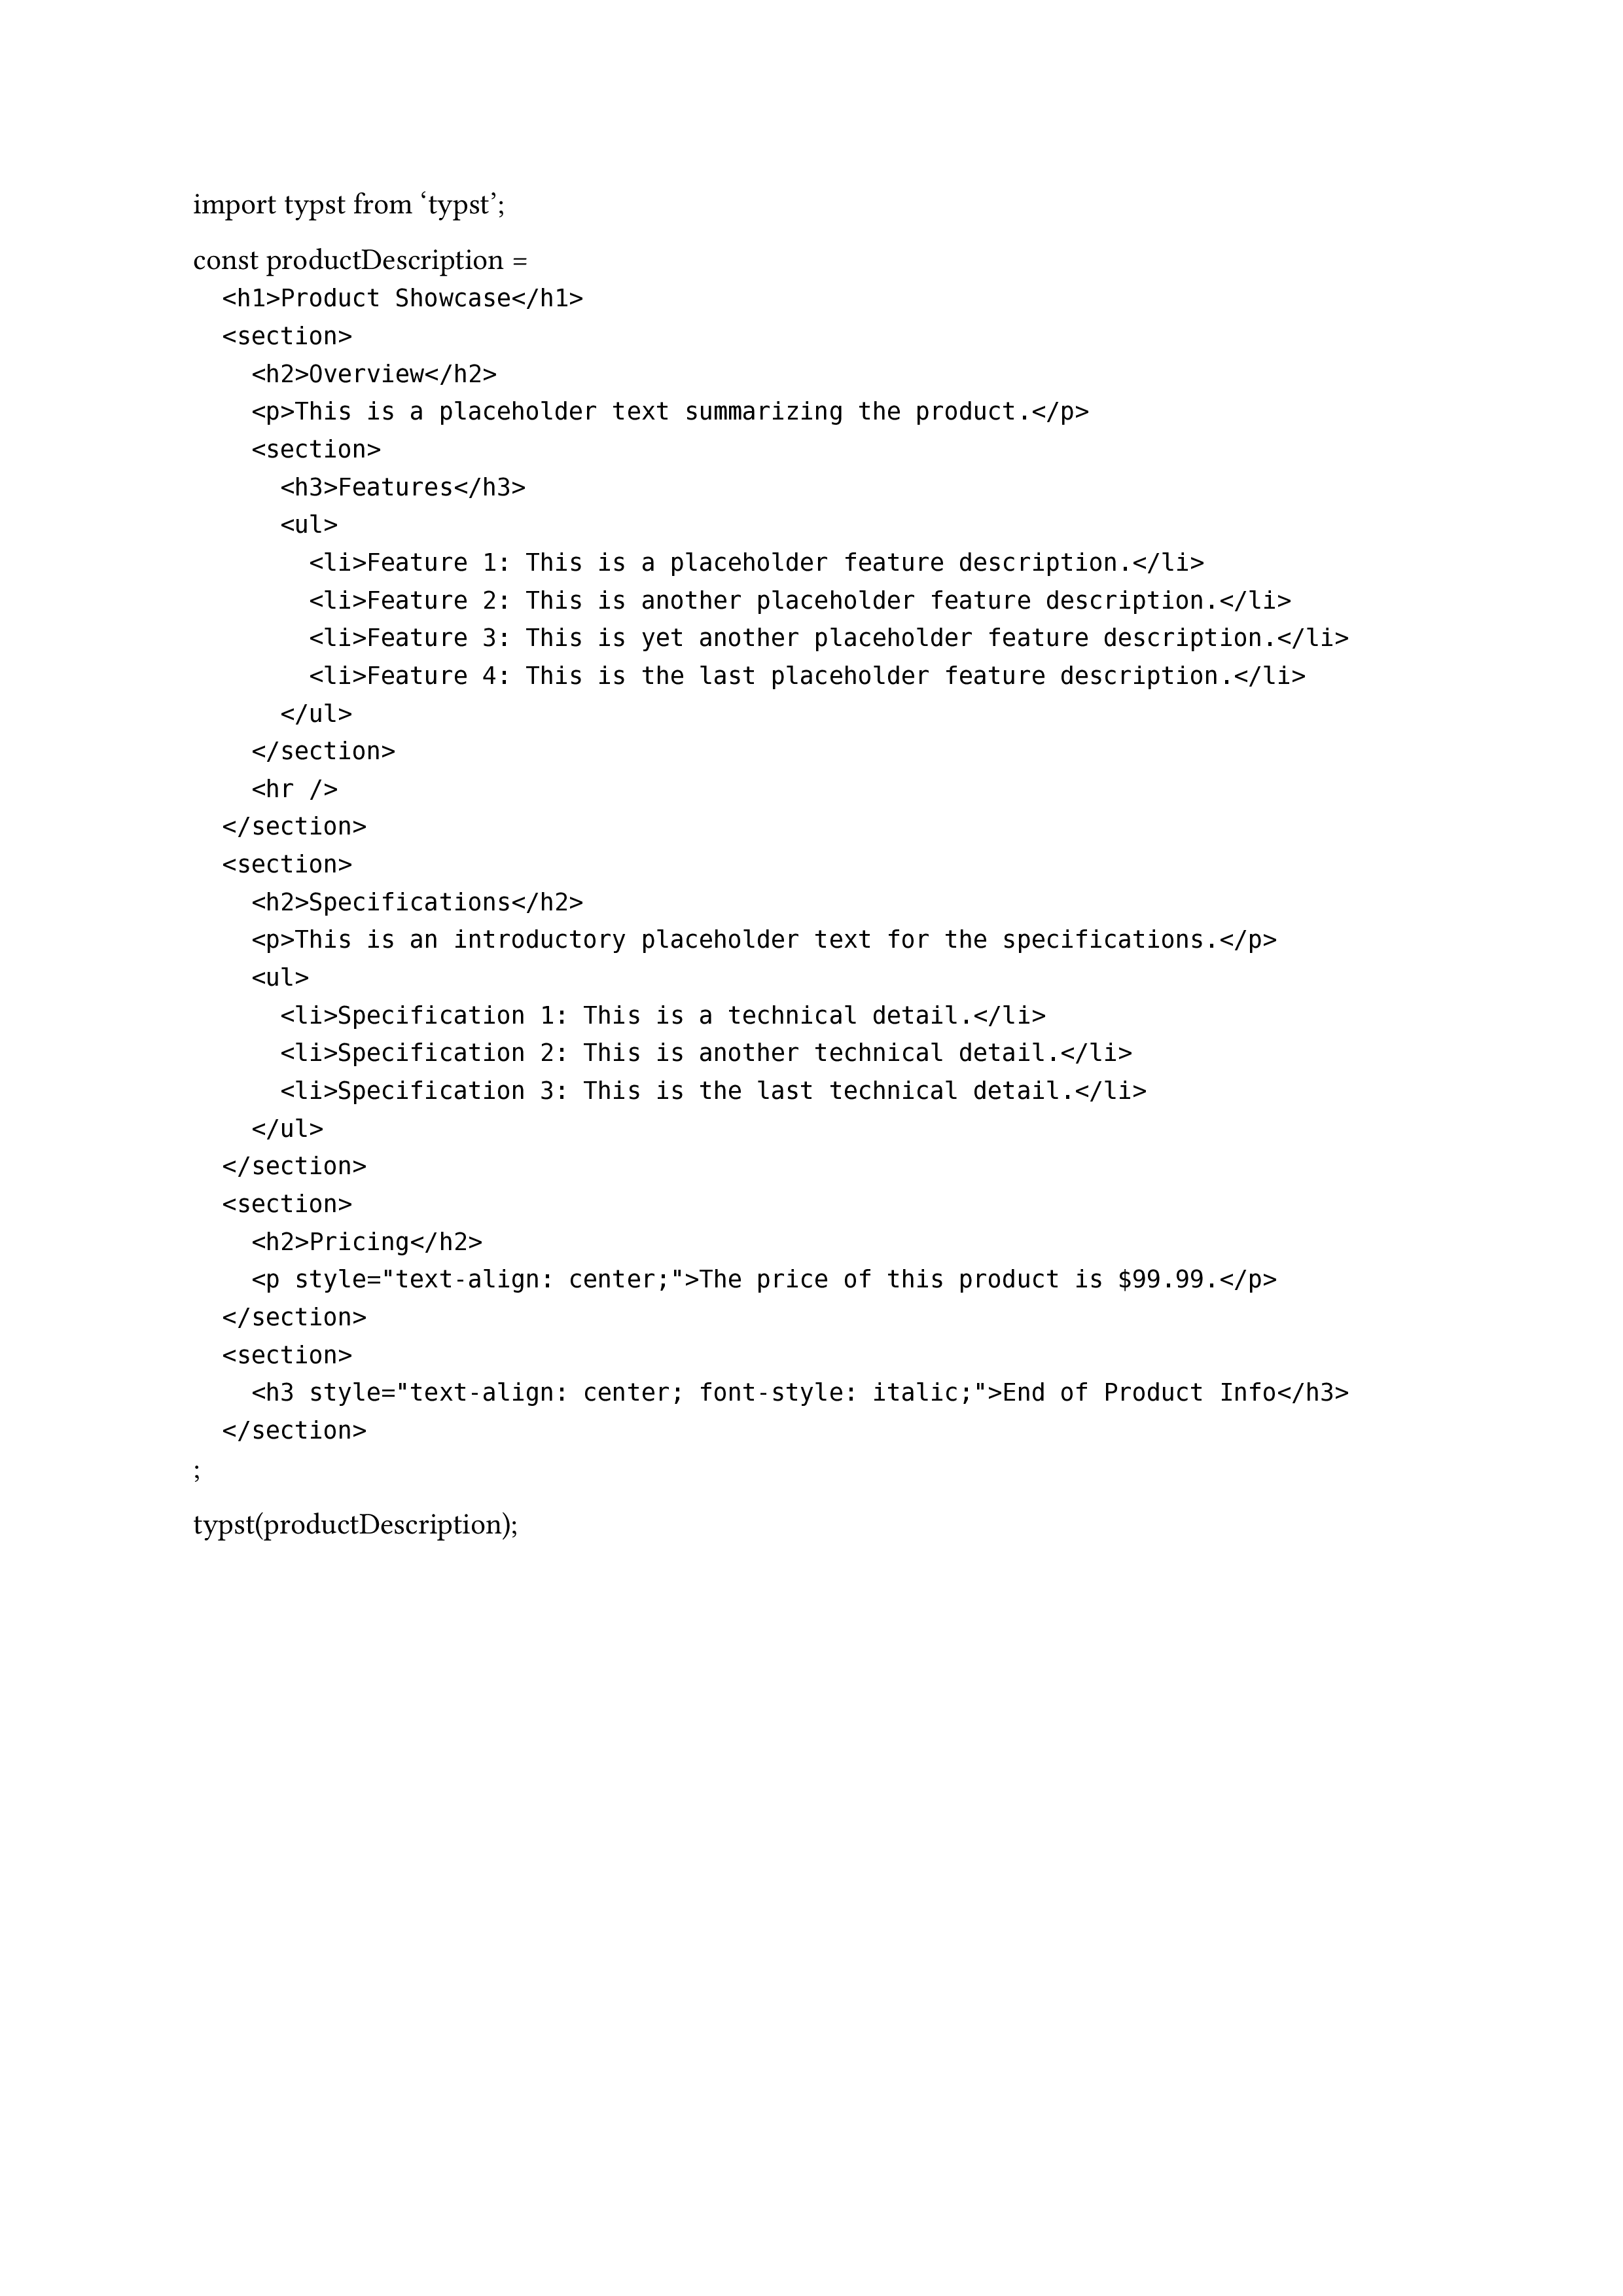 import typst from ‘typst’;
const productDescription =
  <h1>Product Showcase</h1>
  <section>
    <h2>Overview</h2>
    <p>This is a placeholder text summarizing the product.</p>
    <section>
      <h3>Features</h3>
      <ul>
        <li>Feature 1: This is a placeholder feature description.</li>
        <li>Feature 2: This is another placeholder feature description.</li>
        <li>Feature 3: This is yet another placeholder feature description.</li>
        <li>Feature 4: This is the last placeholder feature description.</li>
      </ul>
    </section>
    <hr />
  </section>
  <section>
    <h2>Specifications</h2>
    <p>This is an introductory placeholder text for the specifications.</p>
    <ul>
      <li>Specification 1: This is a technical detail.</li>
      <li>Specification 2: This is another technical detail.</li>
      <li>Specification 3: This is the last technical detail.</li>
    </ul>
  </section>
  <section>
    <h2>Pricing</h2>
    <p style="text-align: center;">The price of this product is $99.99.</p>
  </section>
  <section>
    <h3 style="text-align: center; font-style: italic;">End of Product Info</h3>
  </section>
;
typst(productDescription);